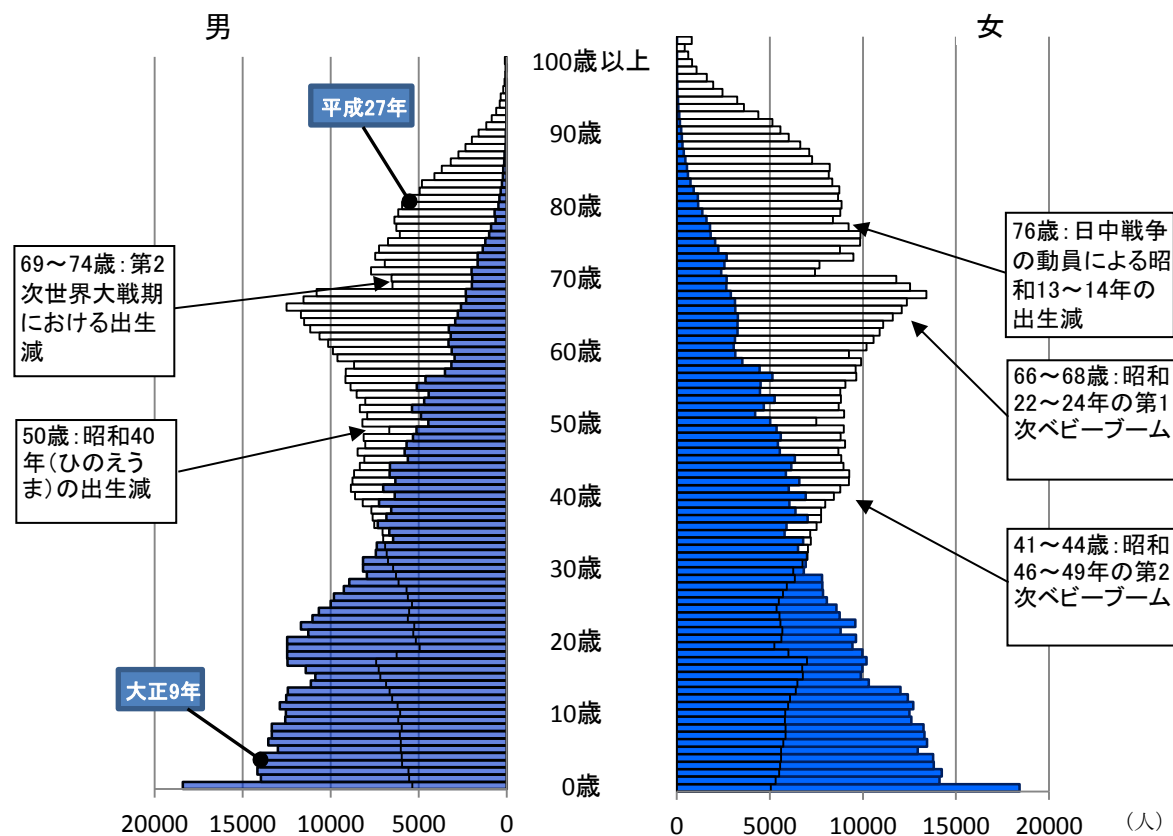 男
女
100歳以上
90歳
80歳
70歳
60歳
50歳
40歳
30歳
20歳
10歳
0歳
平成27年
大正9年
69～74歳：第2
次世界大戦期
における出生
減
50歳：昭和40
年（ひのえう
ま）の出生減
76歳：日中戦争
の動員による昭
和13～14年の
出生減
66～68歳：昭和
22～24年の第1
次ベビーブーム
41～44歳：昭和
46～49年の第2
次ベビーブーム
20000 15000 10000 5000 0
0 5000 10000 15000 20000
（人）